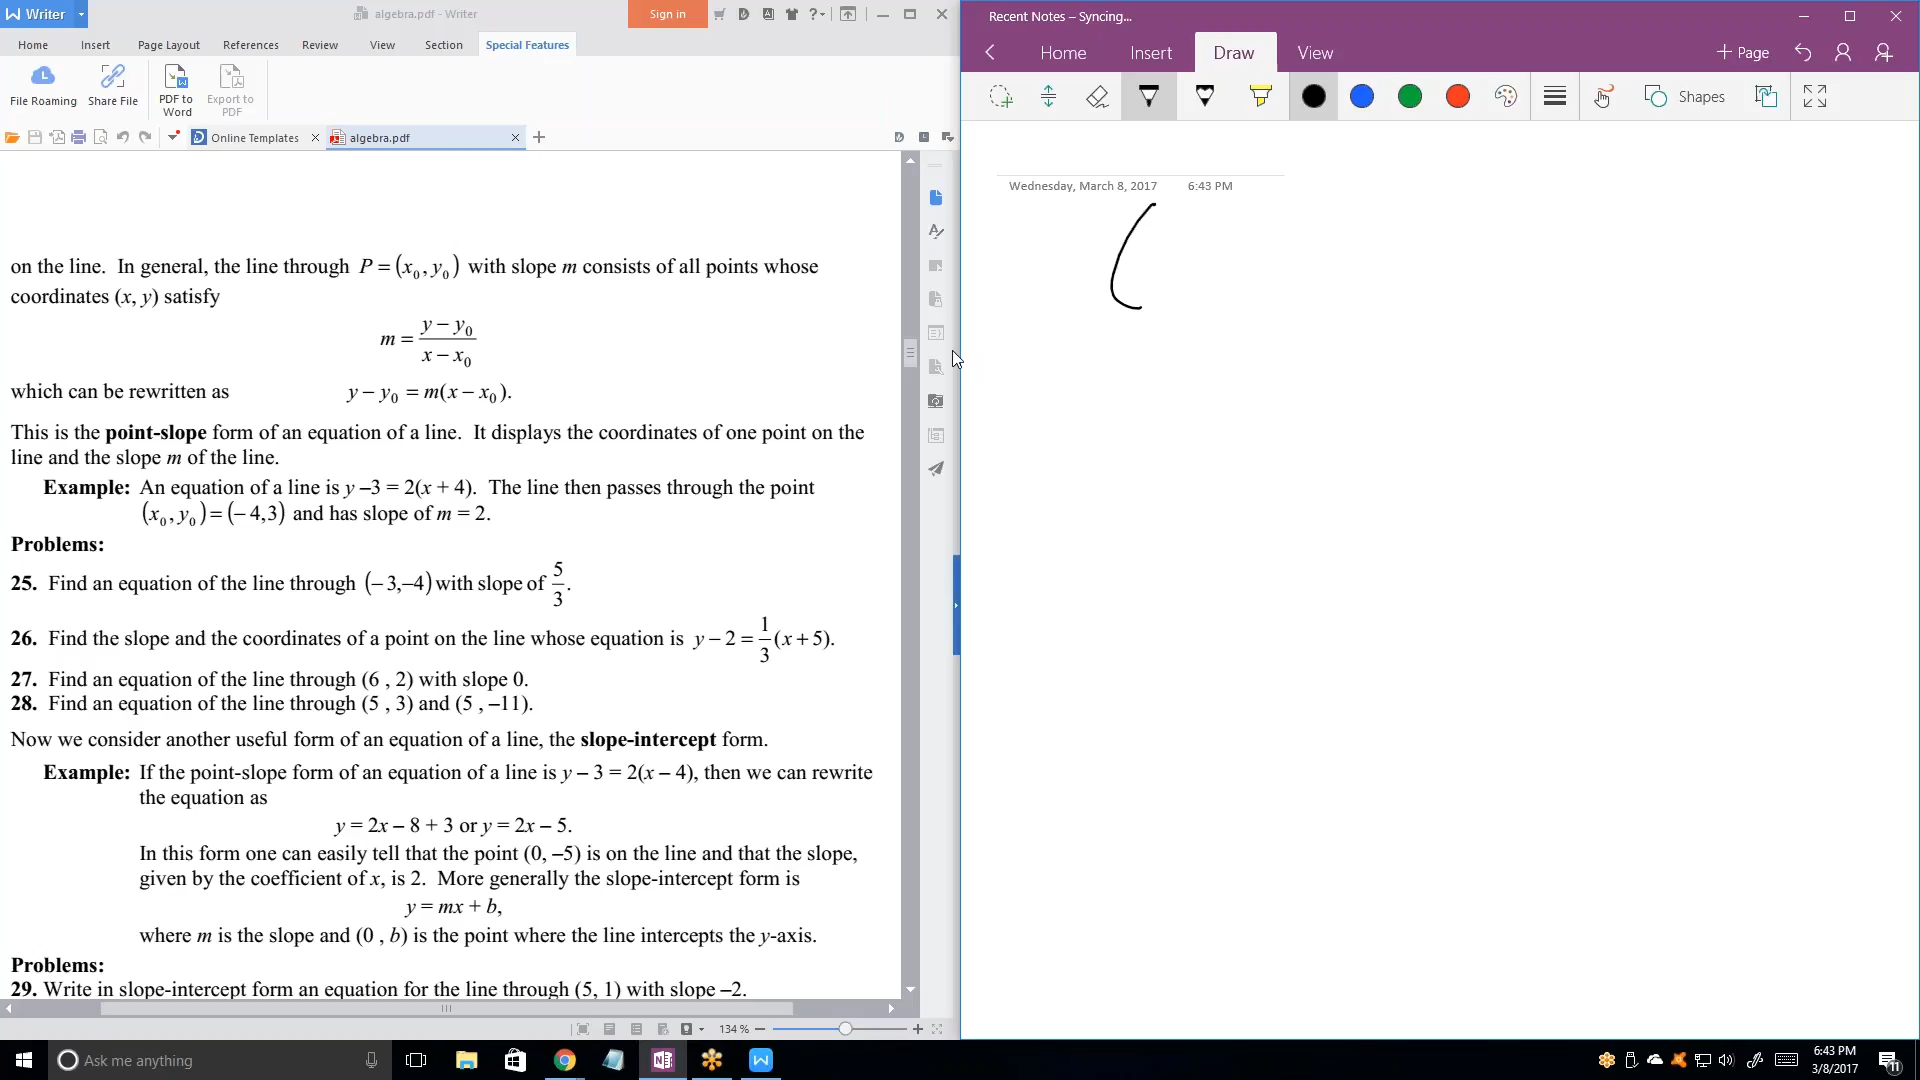 Writer
algebra.pdf - Writer
Sign in
Home Insert Page Layout References Review View Section Special Features
File Roaming Share File PDF to Word Export to PDF
Online Templates algebra.pdf
on the line. In general, the line through P = (x₀, y₀) with slope m consists of all points whose
coordinates (x, y) satisfy
m = (y − y₀)/(x − x₀)
which can be rewritten as y − y₀ = m(x − x₀).
This is the point-slope form of an equation of a line. It displays the coordinates of one point on the
line and the slope m of the line.
Example: An equation of a line is y –3 = 2(x + 4). The line then passes through the point
(x₀, y₀) = (− 4,3) and has slope of m = 2.
Problems:
25. Find an equation of the line through (− 3,−4) with slope of 5/3.
26. Find the slope and the coordinates of a point on the line whose equation is y − 2 = 1/3(x + 5).
27. Find an equation of the line through (6 , 2) with slope 0.
28. Find an equation of the line through (5 , 3) and (5 , –11).
Now we consider another useful form of an equation of a line, the slope-intercept form.
Example: If the point-slope form of an equation of a line is y – 3 = 2(x – 4), then we can rewrite
the equation as
y = 2x – 8 + 3 or y = 2x – 5.
In this form one can easily tell that the point (0, –5) is on the line and that the slope,
given by the coefficient of x, is 2. More generally the slope-intercept form is
y = mx + b,
where m is the slope and (0 , b) is the point where the line intercepts the y-axis.
Problems:
29. Write in slope-intercept form an equation for the line through (5, 1) with slope –2.
134 %
Recent Notes – Syncing...
Home Insert Draw View
Page
Shapes
Wednesday, March 8, 2017 6:43 PM
(
Ask me anything
6:43 PM
3/8/2017
11